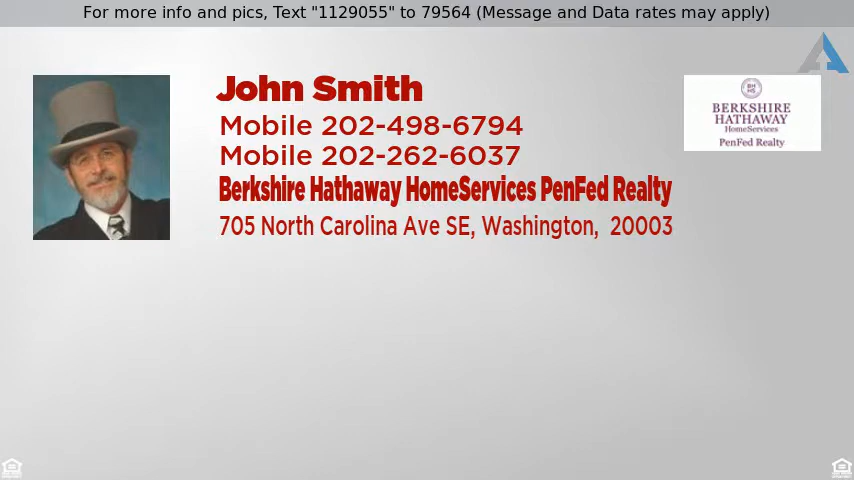 For more info and pics, Text "1129055" to 79564 (Message and Data rates may apply)
John Smith
Mobile 202-498-6794
Mobile 202-262-6037
Berkshire Hathaway HomeServices PenFed Realty
705 North Carolina Ave SE, Washington, 20003
BH
HS
BERKSHIRE
HATHAWAY
HomeServices
PenFed Realty